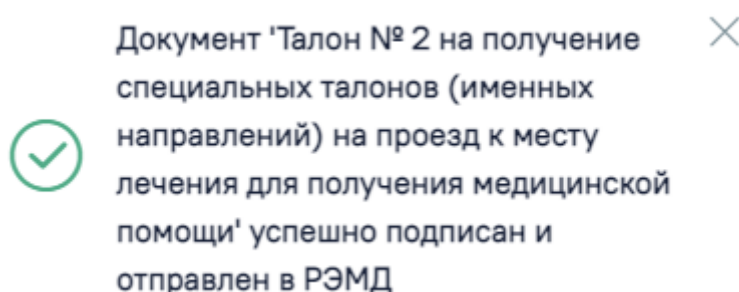 Документ 'Талон № 2 на получение
специальных талонов (именных
направлений) на проезд к месту
лечения для получения медицинской
помощи' успешно подписан и
отправлен в РЭМД